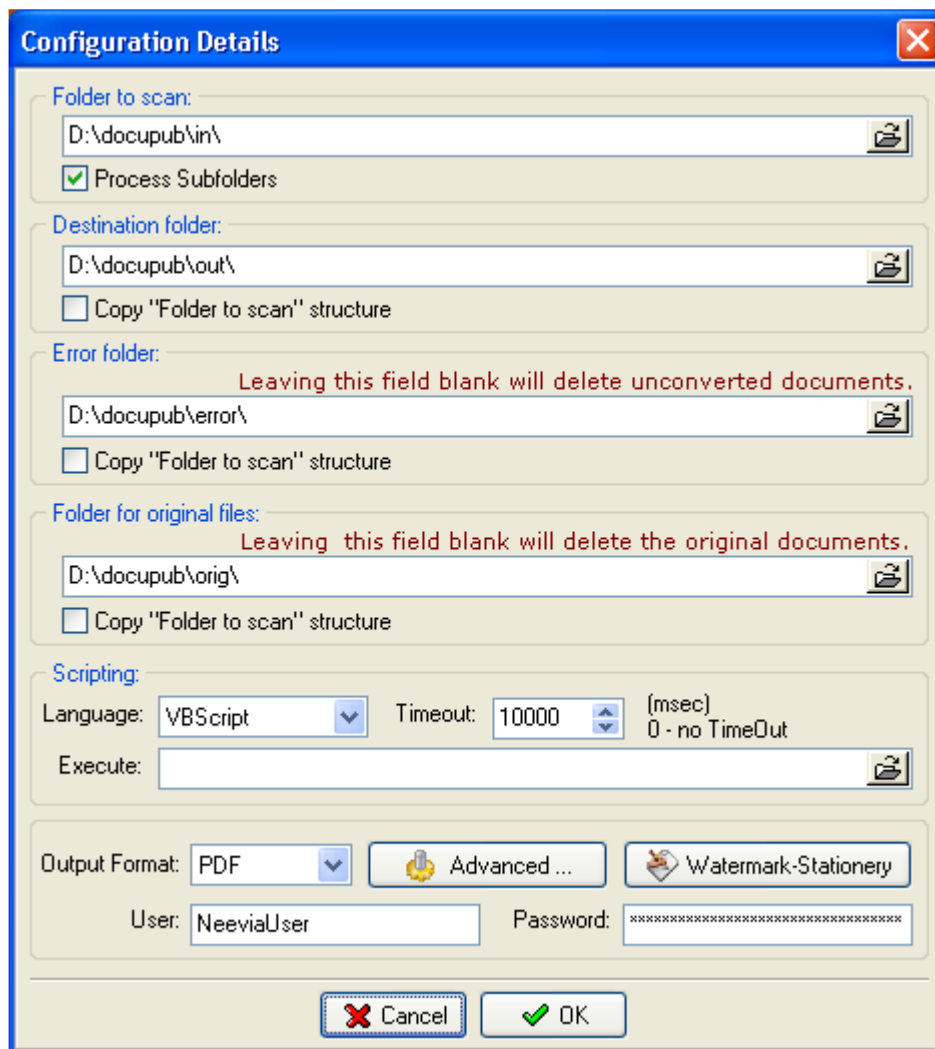 Configuration Details
Folder to scan:
D:\docupub\in\
Process Subfolders
Destination folder:
D:\docupub\out\
Copy "Folder to scan" structure
Error folder:
Leaving this field blank will delete unconverted documents.
D:\docupub\error\
Copy "Folder to scan" structure
Folder for original files:
Leaving  this field blank will delete the original documents.
D:\docupub\orig\
Copy "Folder to scan" structure
Scripting:
Language: VBScript Timeout: 10000 (msec)
0 - no TimeOut
Execute:
Output Format: PDF Advanced ... Watermark-Stationery
User: NeeviaUser Password: **********************************
Cancel OK